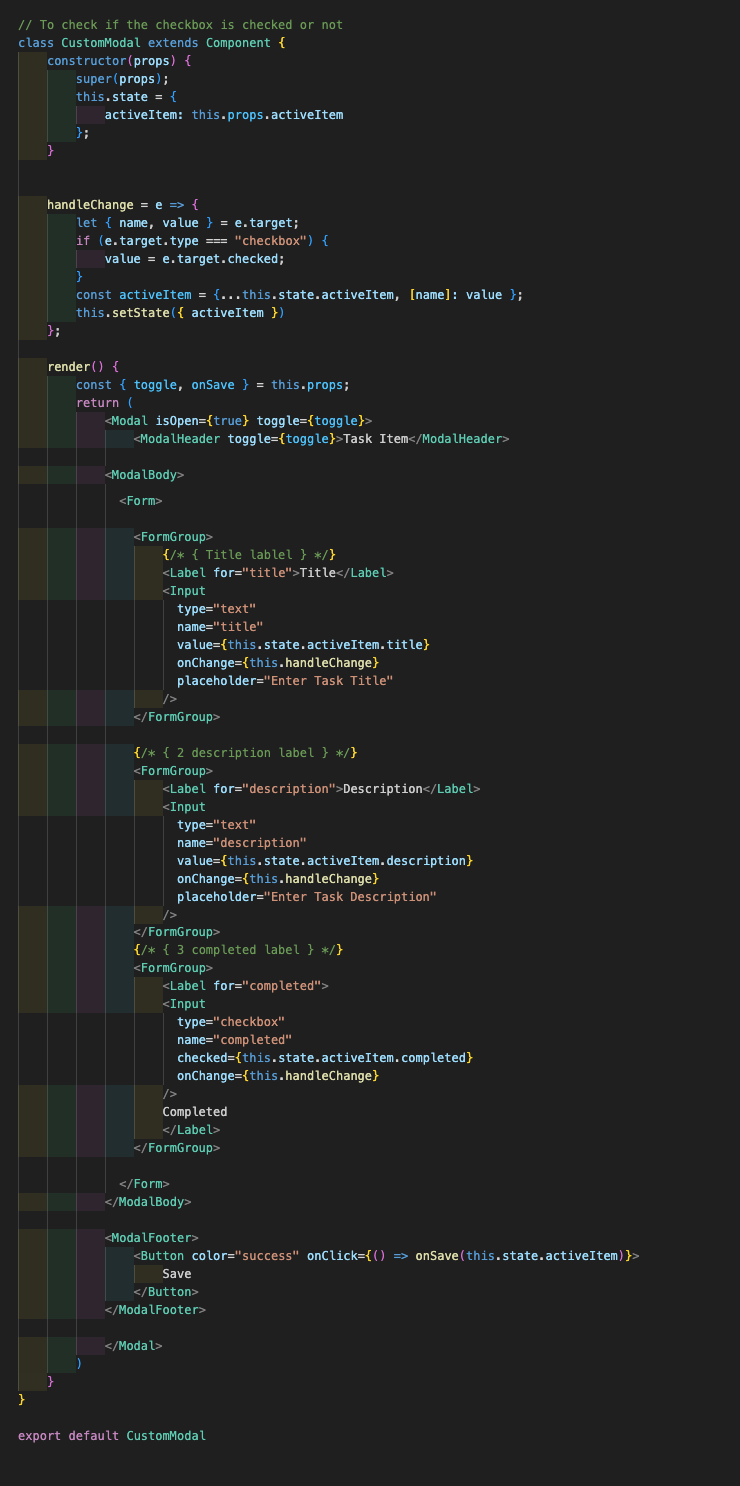 // To check if the checkbox is checked or not
class CustomModal extends Component {
constructor(props) {
super(props);
this.state = {
activeItem: this.props.activeItem
};
}
handleChange = e => {
let { name, value } = e.target;
if (e.target.type === "checkbox") {
value = e.target.checked;
}
const activeItem = {...this.state.activeItem, [name]: value };
this.setState({ activeItem })
};
render() {
const { toggle, onSave } = this.props;
return (
<Modal isOpen={true} toggle={toggle}>
<ModalHeader toggle={toggle}>Task Item</ModalHeader>
<ModalBody>
<Form>
<FormGroup>
{/* { Title lablel } */}
<Label for="title">Title</Label>
<Input
type="text"
name="title"
value={this.state.activeItem.title}
onChange={this.handleChange}
placeholder="Enter Task Title"
/>
</FormGroup>
{/* { 2 description label } */}
<FormGroup>
<Label for="description">Description</Label>
<Input
type="text"
name="description"
value={this.state.activeItem.description}
onChange={this.handleChange}
placeholder="Enter Task Description"
/>
</FormGroup>
{/* { 3 completed label } */}
<FormGroup>
<Label for="completed">
<Input
type="checkbox"
name="completed"
checked={this.state.activeItem.completed}
onChange={this.handleChange}
/>
Completed
</Label>
</FormGroup>
</Form>
</ModalBody>
<ModalFooter>
<Button color="success" onClick={() => onSave(this.state.activeItem)}>
Save
</Button>
</ModalFooter>
</Modal>
)
}
}
export default CustomModal